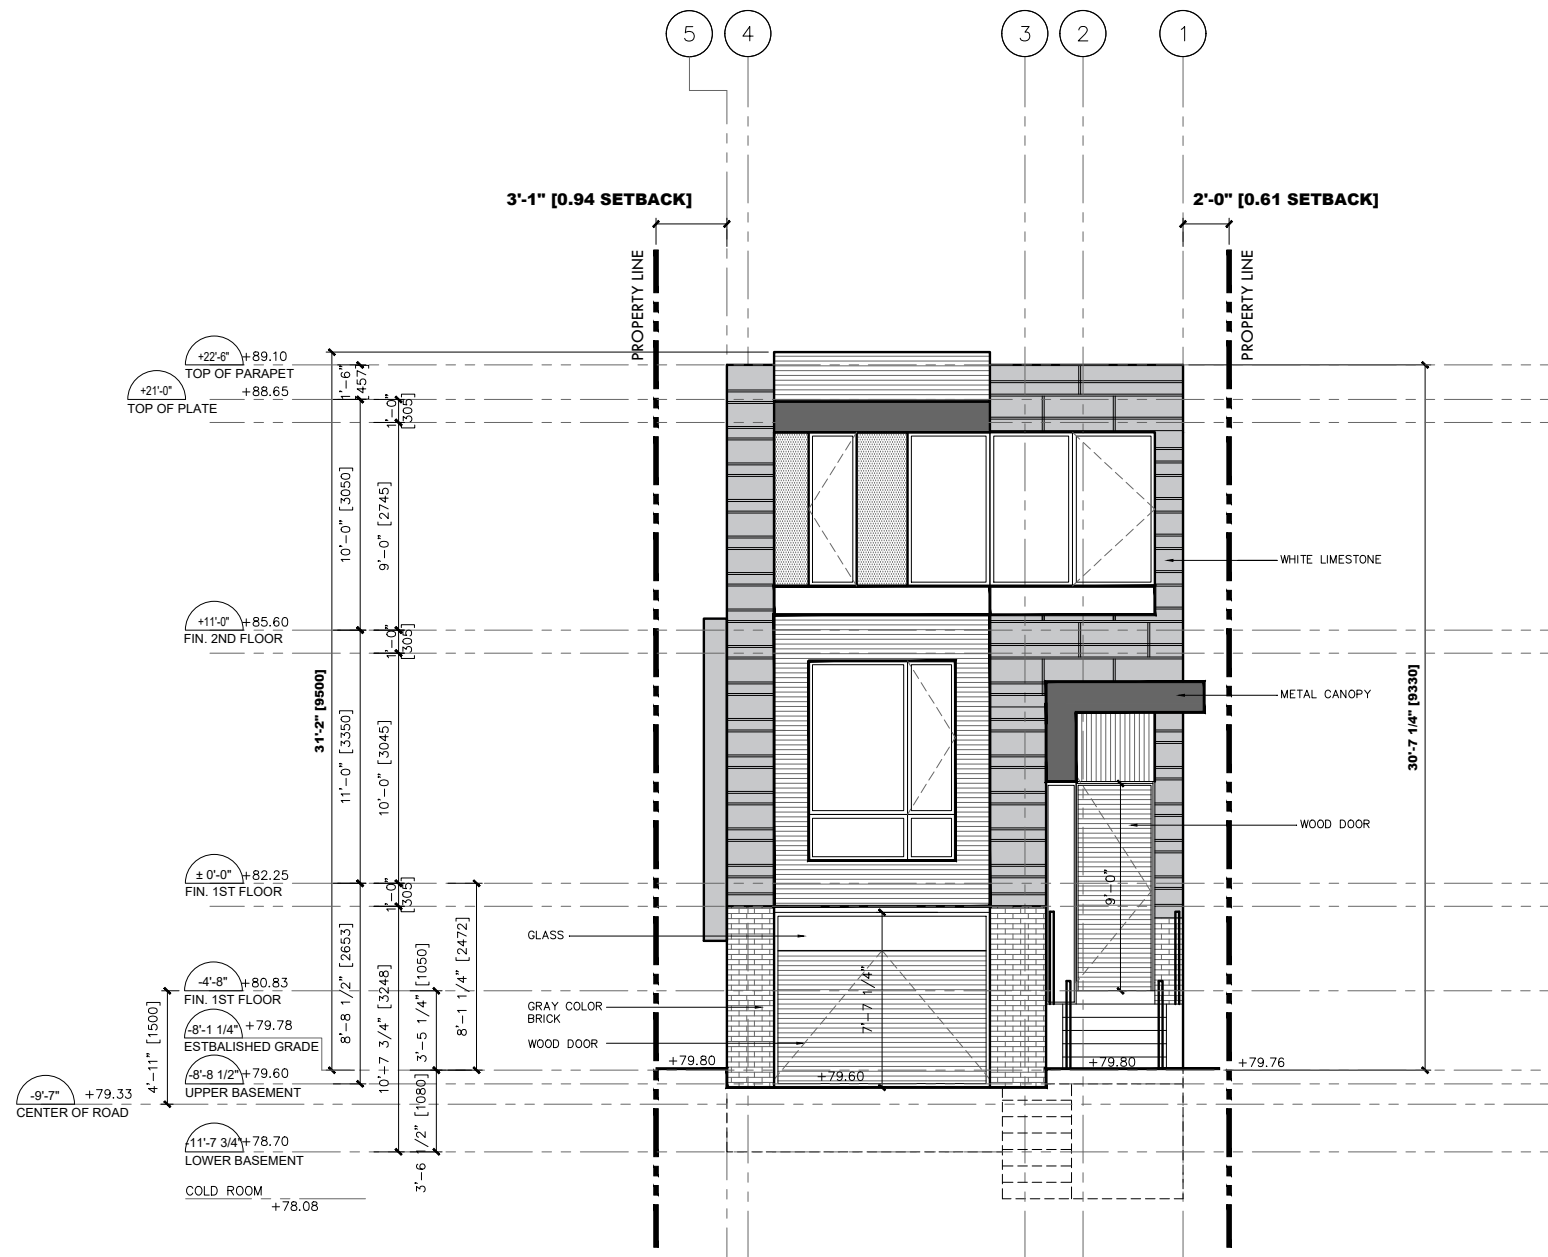 5 4 3 2 1
3'-1" [0.94 SETBACK]
2'-0" [0.61 SETBACK]
PROPERTY LINE
PROPERTY LINE
+22'-6" +89.10
TOP OF PARAPET
+21'-0" +88.65
TOP OF PLATE
1'-6"
[457]
1'-0"
[305]
10'-0" [3050]
9'-0" [2745]
WHITE LIMESTONE
+11'-0" +85.60
FIN. 2ND FLOOR
1'-0"
[305]
31'-2" [9500]
11'-0" [3350]
10'-0" [3045]
METAL CANOPY
30'-7 1/4" [9330]
WOOD DOOR
9'-0"
± 0'-0" +82.25
FIN. 1ST FLOOR
1'-0"
[305]
GLASS
8'-8 1/2" [2653]
10'-7 3/4" [3248]
3'-5 1/4" [1050]
8'-1 1/4" [2472]
7'-7 1/4"
-4'-8" +80.83
FIN. 1ST FLOOR
GRAY COLOR
BRICK
4'-11" [1500]
-8'-1 1/4" +79.78
ESTBALISHED GRADE
WOOD DOOR
+79.80
+79.80
+79.76
-8'-8 1/2" +79.60
UPPER BASEMENT
+79.60
-9'-7" +79.33
CENTER OF ROAD
3'-6 1/2" [1080]
-11'-7 3/4" +78.70
LOWER BASEMENT
COLD ROOM
+78.08